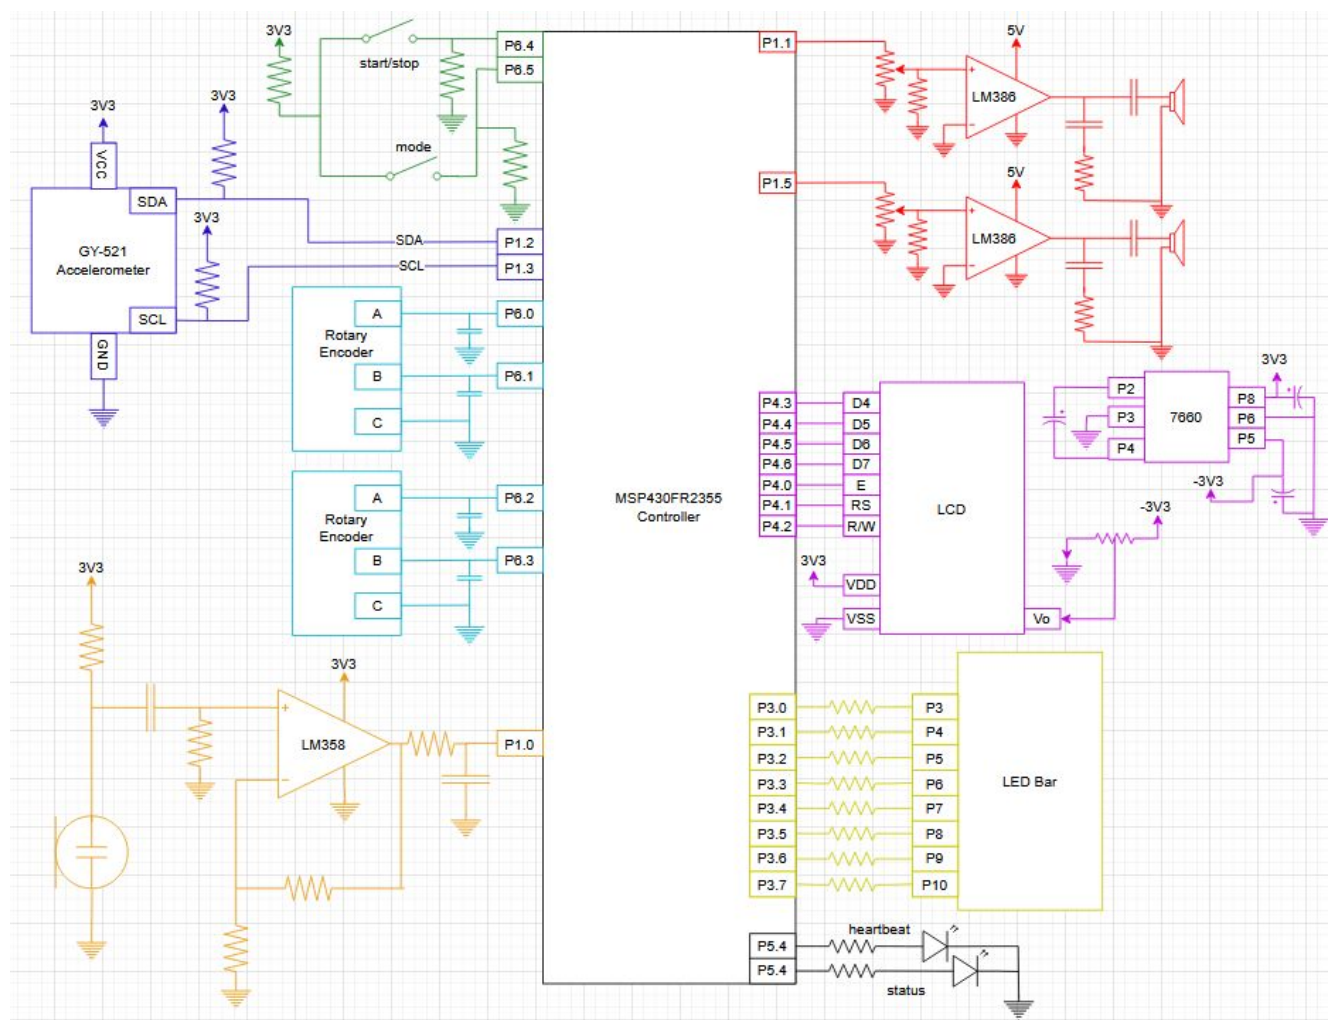 3V3
start/stop
P6.4
P6.5
mode
3V3
3V3
VCC
SDA
GY-521
Accelerometer
3V3
SCL
GND
SDA
SCL
P1.2
P1.3
A
Rotary
Encoder
B
C
P6.0
P6.1
A
Rotary
Encoder
B
C
P6.2
P6.3
3V3
3V3
+
LM358
−
P1.0
MSP430FR2355
Controller
P1.1
5V
+
LM386
−
P1.5
5V
+
LM386
−
P4.3
P4.4
P4.5
P4.6
P4.0
P4.1
P4.2
D4
D5
D6
D7
E
RS
R/W
LCD
3V3
VDD
VSS
Vo
P2
P3
P4
7660
P8
P6
P5
3V3
+
+
+
-3V3
-3V3
P3.0
P3.1
P3.2
P3.3
P3.4
P3.5
P3.6
P3.7
P3
P4
P5
P6
P7
P8
P9
P10
LED Bar
P5.4
heartbeat
P5.4
status